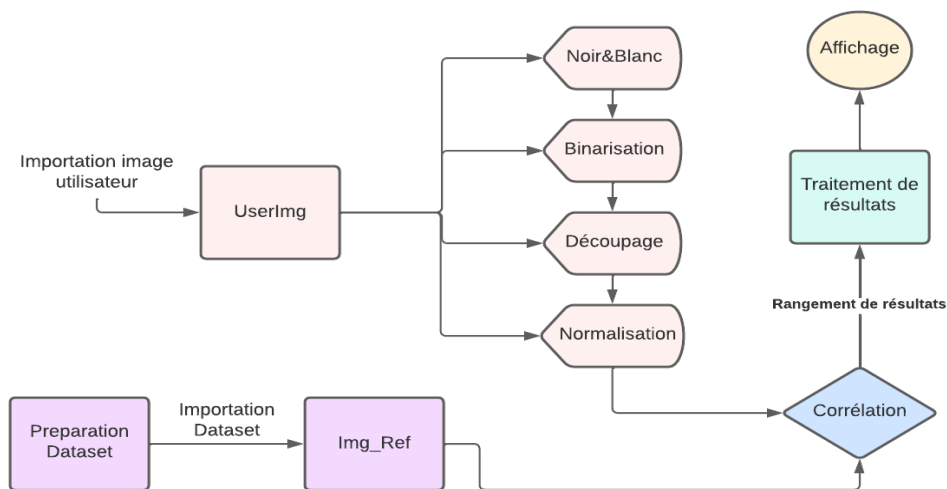 Noir&Blanc
Affichage
Binarisation
Importation image
utilisateur
UserImg
Traitement de
résultats
Découpage
Rangement de résultats
Normalisation
Preparation
Dataset
Importation
Dataset
Img_Ref
Corrélation